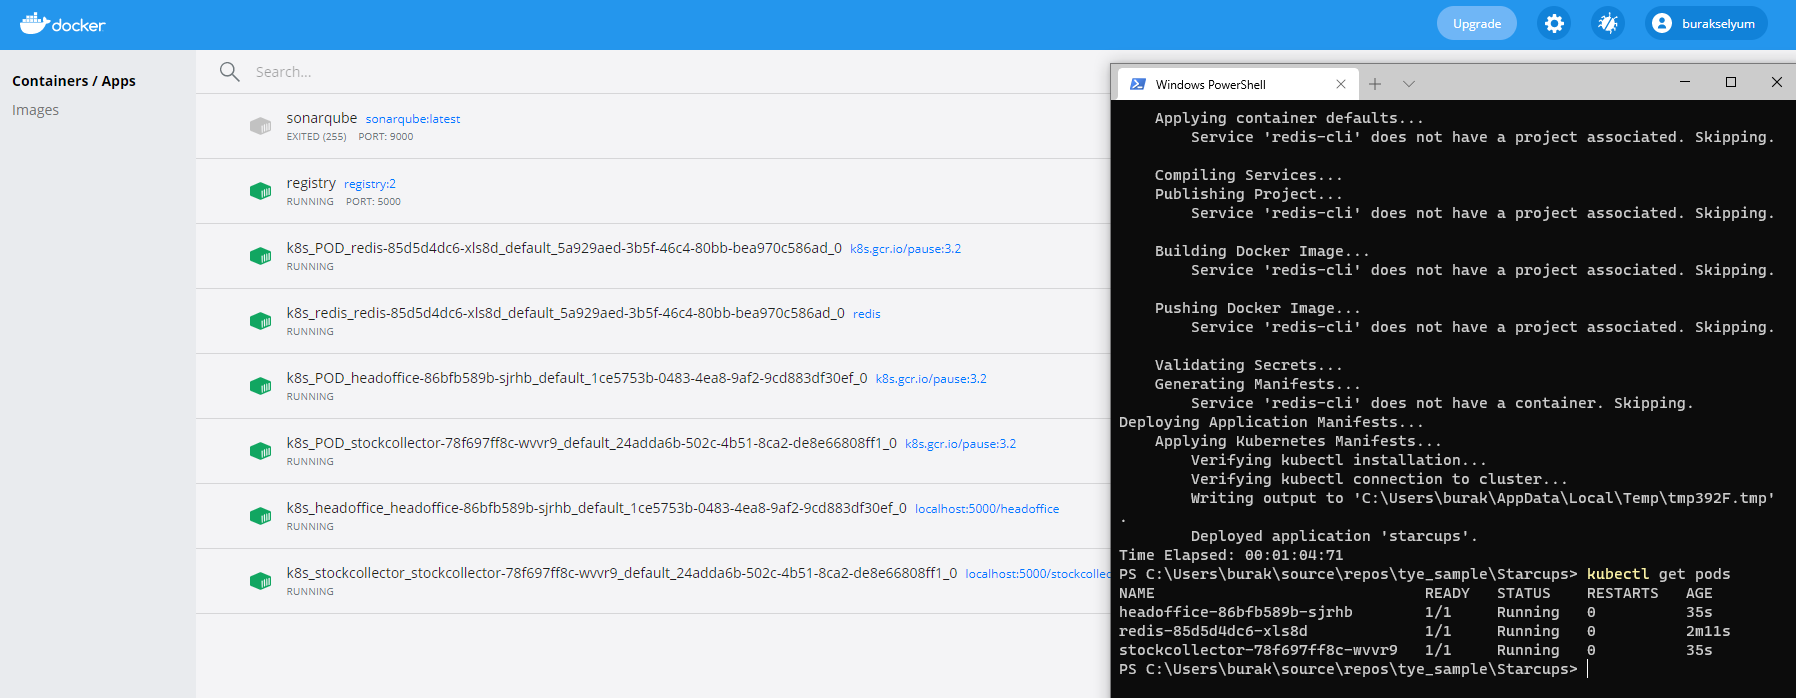 docker
Upgrade
burakselyum
Containers / Apps
Images
Search...
sonarqube sonarqube:latest
EXITED (255) PORT: 9000
registry registry:2
RUNNING PORT: 5000
k8s_POD_redis-85d5d4dc6-xls8d_default_5a929aed-3b5f-46c4-80bb-bea970c586ad_0 k8s.gcr.io/pause:3.2
RUNNING
k8s_redis_redis-85d5d4dc6-xls8d_default_5a929aed-3b5f-46c4-80bb-bea970c586ad_0 redis
RUNNING
k8s_POD_headoffice-86bfb589b-sjrhb_default_1ce5753b-0483-4ea8-9af2-9cd883df30ef_0 k8s.gcr.io/pause:3.2
RUNNING
k8s_POD_stockcollector-78f697ff8c-wvvr9_default_24adda6b-502c-4b51-8ca2-de8e66808ff1_0 k8s.gcr.io/pause:3.2
RUNNING
k8s_headoffice_headoffice-86bfb589b-sjrhb_default_1ce5753b-0483-4ea8-9af2-9cd883df30ef_0 localhost:5000/headoffice
RUNNING
k8s_stockcollector_stockcollector-78f697ff8c-wvvr9_default_24adda6b-502c-4b51-8ca2-de8e66808ff1_0 localhost:5000/stockcollec
RUNNING
Windows PowerShell
Applying container defaults...
Service 'redis-cli' does not have a project associated. Skipping.
Compiling Services...
Publishing Project...
Service 'redis-cli' does not have a project associated. Skipping.
Building Docker Image...
Service 'redis-cli' does not have a project associated. Skipping.
Pushing Docker Image...
Service 'redis-cli' does not have a project associated. Skipping.
Validating Secrets...
Generating Manifests...
Service 'redis-cli' does not have a container. Skipping.
Deploying Application Manifests...
Applying Kubernetes Manifests...
Verifying kubectl installation...
Verifying kubectl connection to cluster...
Writing output to 'C:\Users\burak\AppData\Local\Temp\tmp392F.tmp'
.
Deployed application 'starcups'.
Time Elapsed: 00:01:04:71
PS C:\Users\burak\source\repos\tye_sample\Starcups> kubectl get pods
NAME READY STATUS RESTARTS AGE
headoffice-86bfb589b-sjrhb 1/1 Running 0 35s
redis-85d5d4dc6-xls8d 1/1 Running 0 2m11s
stockcollector-78f697ff8c-wvvr9 1/1 Running 0 35s
PS C:\Users\burak\source\repos\tye_sample\Starcups>